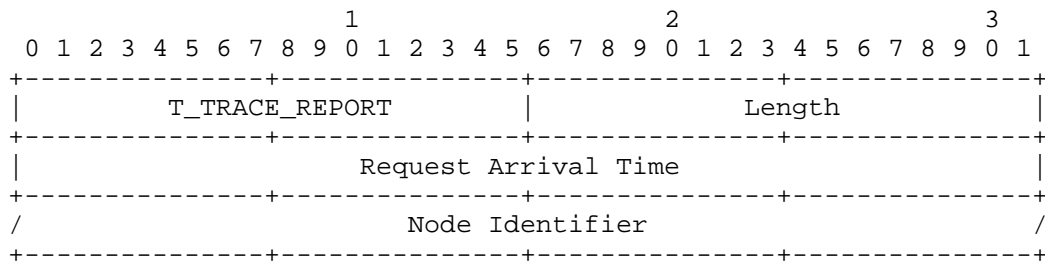 1                   2                   3
 0 1 2 3 4 5 6 7 8 9 0 1 2 3 4 5 6 7 8 9 0 1 2 3 4 5 6 7 8 9 0 1
+---------------+---------------+---------------+---------------+
|         T_TRACE_REPORT        |             Length            |
+---------------+---------------+---------------+---------------+
|                     Request Arrival Time                      |
+---------------+---------------+---------------+---------------+
/                        Node Identifier                        /
+---------------+---------------+---------------+---------------+